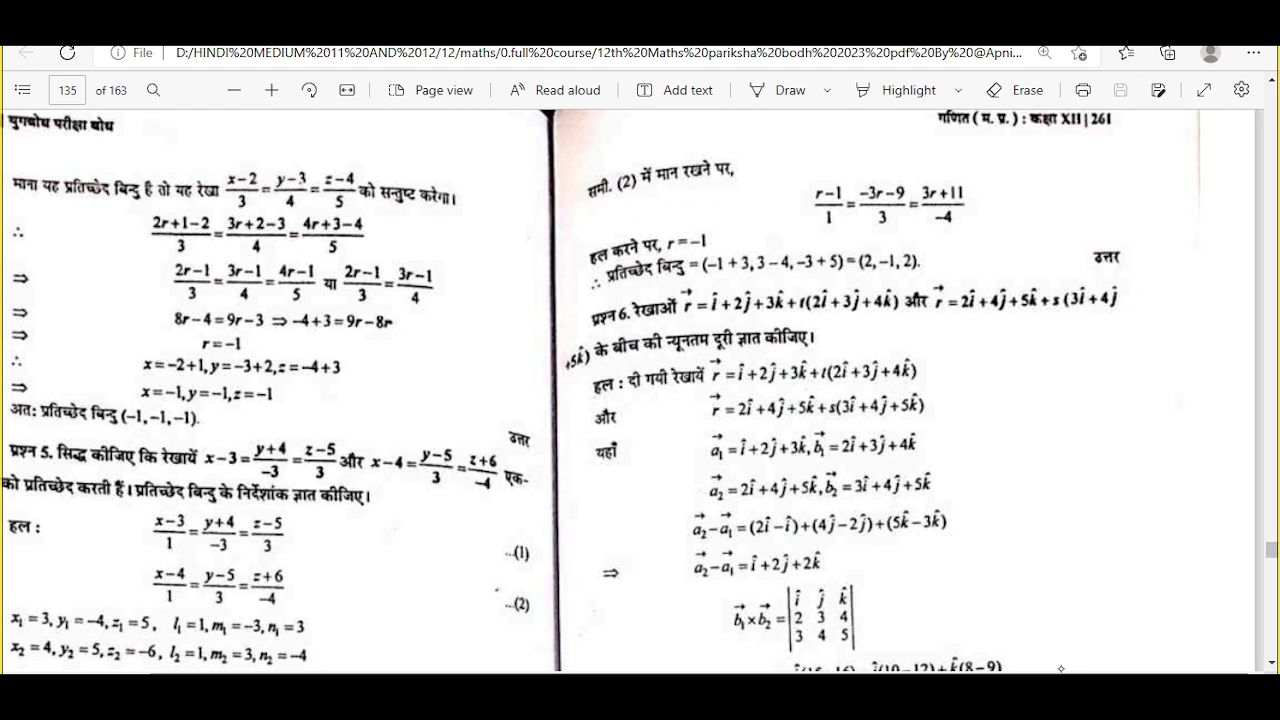 File D:/HINDI%20MEDIUM%2011%20AND%2012/12/maths/0.full%20course/12th%20Maths%20pariksha%20bodh%202023%20pdf%20By%20@Apni...
135 of 163 Page view Read aloud Add text Draw Highlight Erase
युगबोध परीक्षा बोध
माना यह प्रतिच्छेद बिन्दु है तो यह रेखा (x−2)/3 = (y−3)/4 = (z−4)/5 को सन्तुष्ट करेगा।
∴ (2r+1−2)/3 = (3r+2−3)/4 = (4r+3−4)/5
⇒ (2r−1)/3 = (3r−1)/4 = (4r−1)/5 या (2r−1)/3 = (3r−1)/4
⇒ 8r−4=9r−3 ⇒ −4+3=9r−8r
⇒ r=−1
∴ x=−2+1, y=−3+2, z=−4+3
⇒ x=−1, y=−1, z=−1
अतः प्रतिच्छेद बिन्दु (−1, −1, −1). उत्तर
प्रश्न 5. सिद्ध कीजिए कि रेखायें x−3 = (y+4)/−3 = (z−5)/3 और x−4 = (y−5)/3 = (z+6)/−4 एक-
को प्रतिच्छेद करती हैं। प्रतिच्छेद बिन्दु के निर्देशांक ज्ञात कीजिए।
हल : (x−3)/1 = (y+4)/−3 = (z−5)/3 ...(1)
(x−4)/1 = (y−5)/3 = (z+6)/−4 ...(2)
x₁ = 3, y₁ = −4, z₁ = 5, l₁ = 1, m₁ = −3, n₁ = 3
x₂ = 4, y₂ = 5, z₂ = −6, l₂ = 1, m₂ = 3, n₂ = −4
गणित ( म. प्र. ) : कक्षा XII | 261
समी. (2) में मान रखने पर,
(r−1)/1 = (−3r−9)/3 = (3r+11)/−4
हल करने पर, r = −1
∴ प्रतिच्छेद बिन्दु = (−1 + 3, 3 − 4, −3 + 5) = (2, −1, 2). उत्तर
प्रश्न 6. रेखाओं r⃗ = î + 2ĵ + 3k̂ + t(2î + 3ĵ + 4k̂) और r⃗ = 2î + 4ĵ + 5k̂ + s (3î + 4ĵ
+5k̂) के बीच की न्यूनतम दूरी ज्ञात कीजिए।
हल : दी गयी रेखायें r⃗ = î + 2ĵ + 3k̂ + t(2î + 3ĵ + 4k̂)
और r⃗ = 2î + 4ĵ + 5k̂ + s(3î + 4ĵ + 5k̂)
यहाँ a⃗₁ = î + 2ĵ + 3k̂, b⃗₁ = 2î + 3ĵ + 4k̂
a⃗₂ = 2î + 4ĵ + 5k̂, b⃗₂ = 3î + 4ĵ + 5k̂
a⃗₂ − a⃗₁ = (2î − î) + (4ĵ − 2ĵ) + (5k̂ − 3k̂)
⇒ a⃗₂ − a⃗₁ = î + 2ĵ + 2k̂
b⃗₁ × b⃗₂ = | î ĵ k̂ |
| 2 3 4 |
| 3 4 5 |
(10−12)+k̂(8−9)